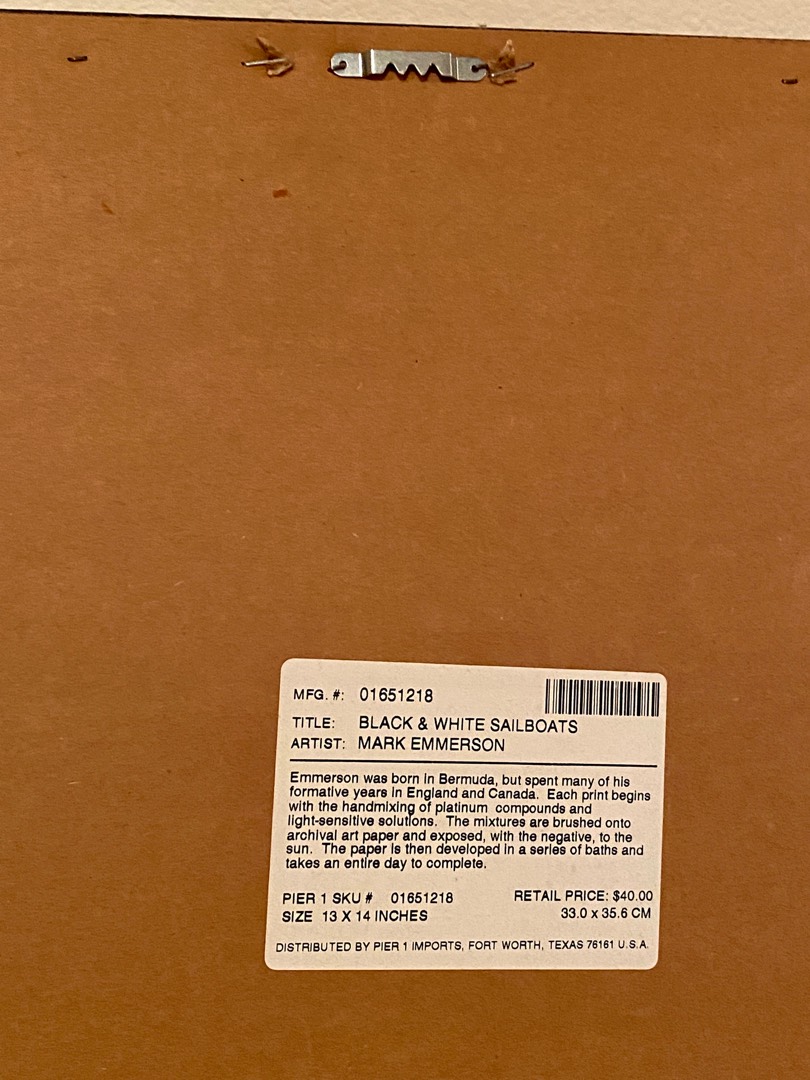 MFG. #: 01651218
TITLE: BLACK & WHITE SAILBOATS
ARTIST: MARK EMMERSON
Emmerson was born in Bermuda, but spent many of his
formative years in England and Canada. Each print begins
with the handmixing of platinum compounds and
light-sensitive solutions. The mixtures are brushed onto
archival art paper and exposed, with the negative, to the
sun. The paper is then developed in a series of baths and
takes an entire day to complete.
PIER 1 SKU # 01651218 RETAIL PRICE: $40.00
SIZE 13 X 14 INCHES 33.0 x 35.6 CM
DISTRIBUTED BY PIER 1 IMPORTS, FORT WORTH, TEXAS 76161 U.S.A.